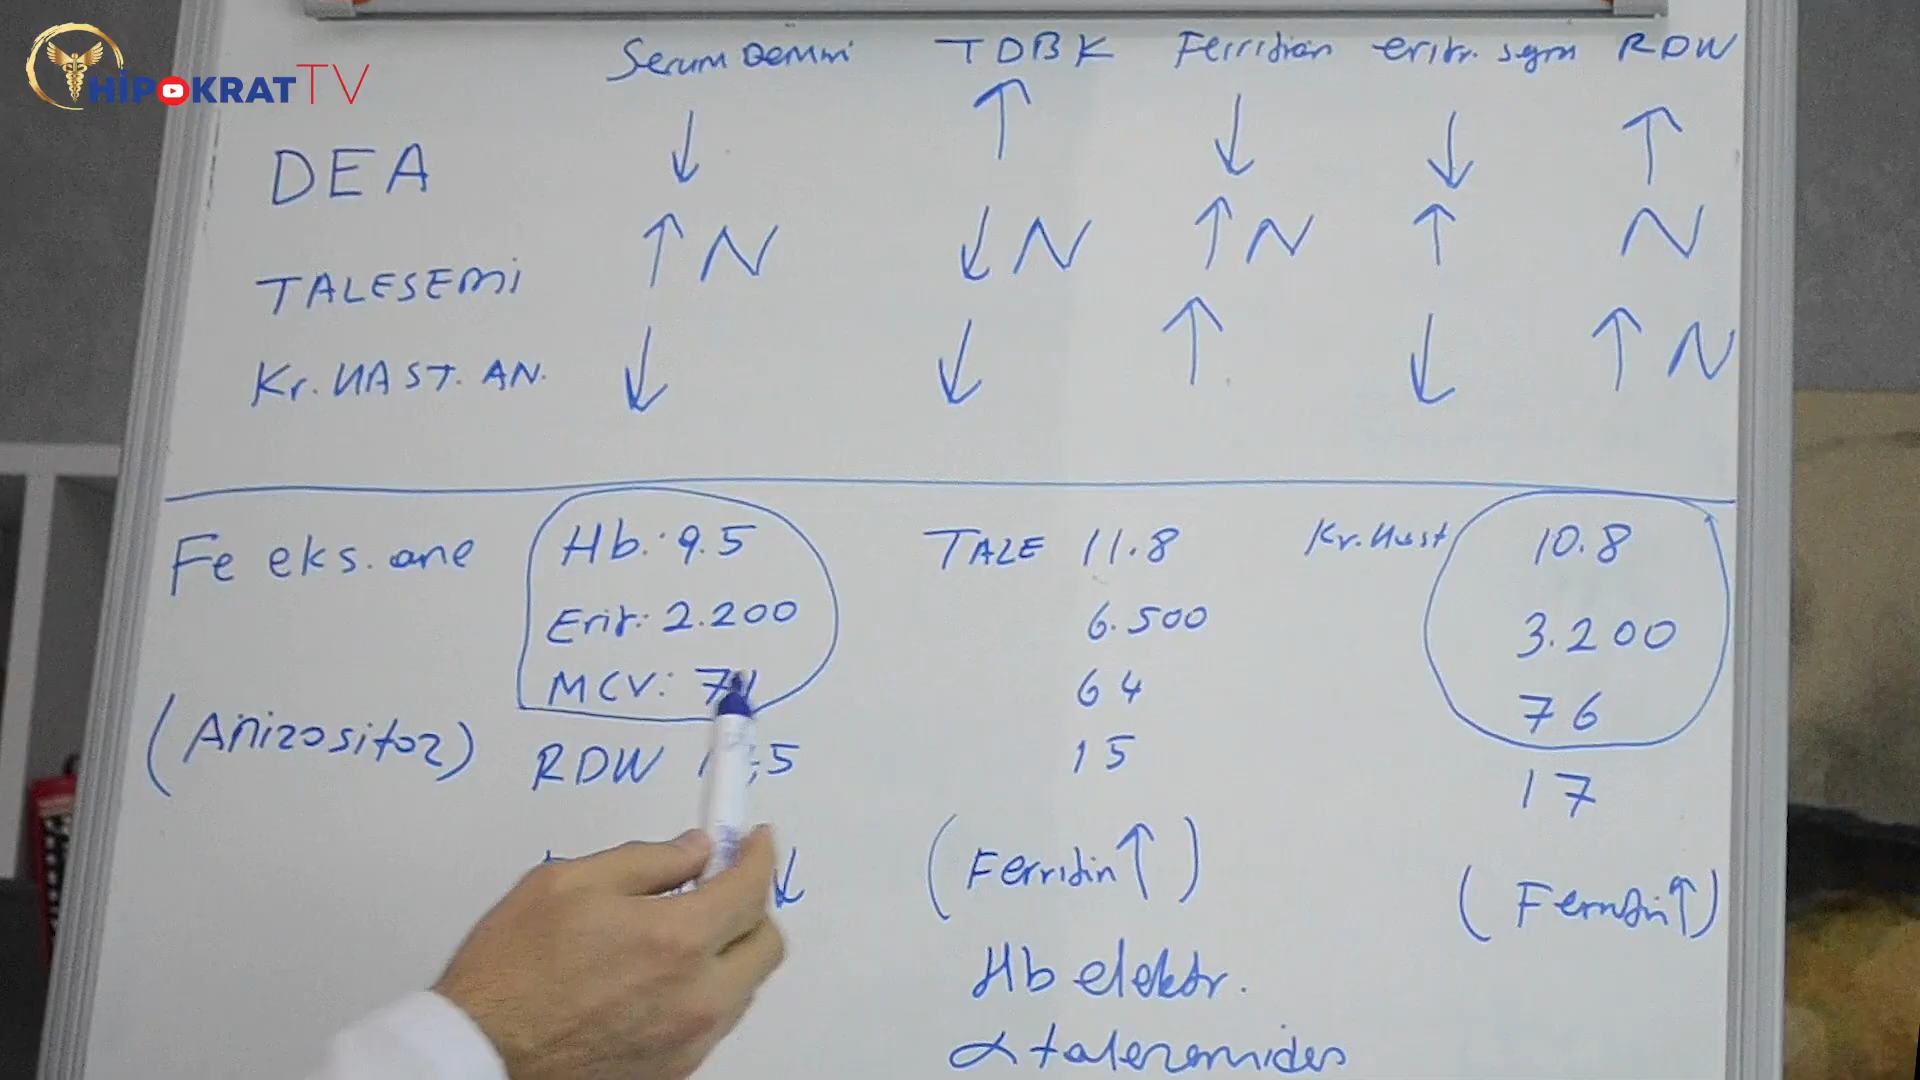 HİPOKRAT TV
Serum Demiri TDBK Ferritin eritr. sayın RDW
DEA ↓ ↑ ↓ ↓ ↑
TALESEMİ ↑ N ↓ N ↑ N ↑ N
Kr. HAST. AN. ↓ ↓ ↑ ↓ ↑ N
Fe eks. ane Hb.: 9.5 TALE 11.8 Kr. Hast 10.8
Erit: 2.200 6.500 3.200
MCV: 64 76
(Anizositoz) RDW 15 17
↓ (Ferritin ↑) (Ferritin ↑)
Hb elektr.